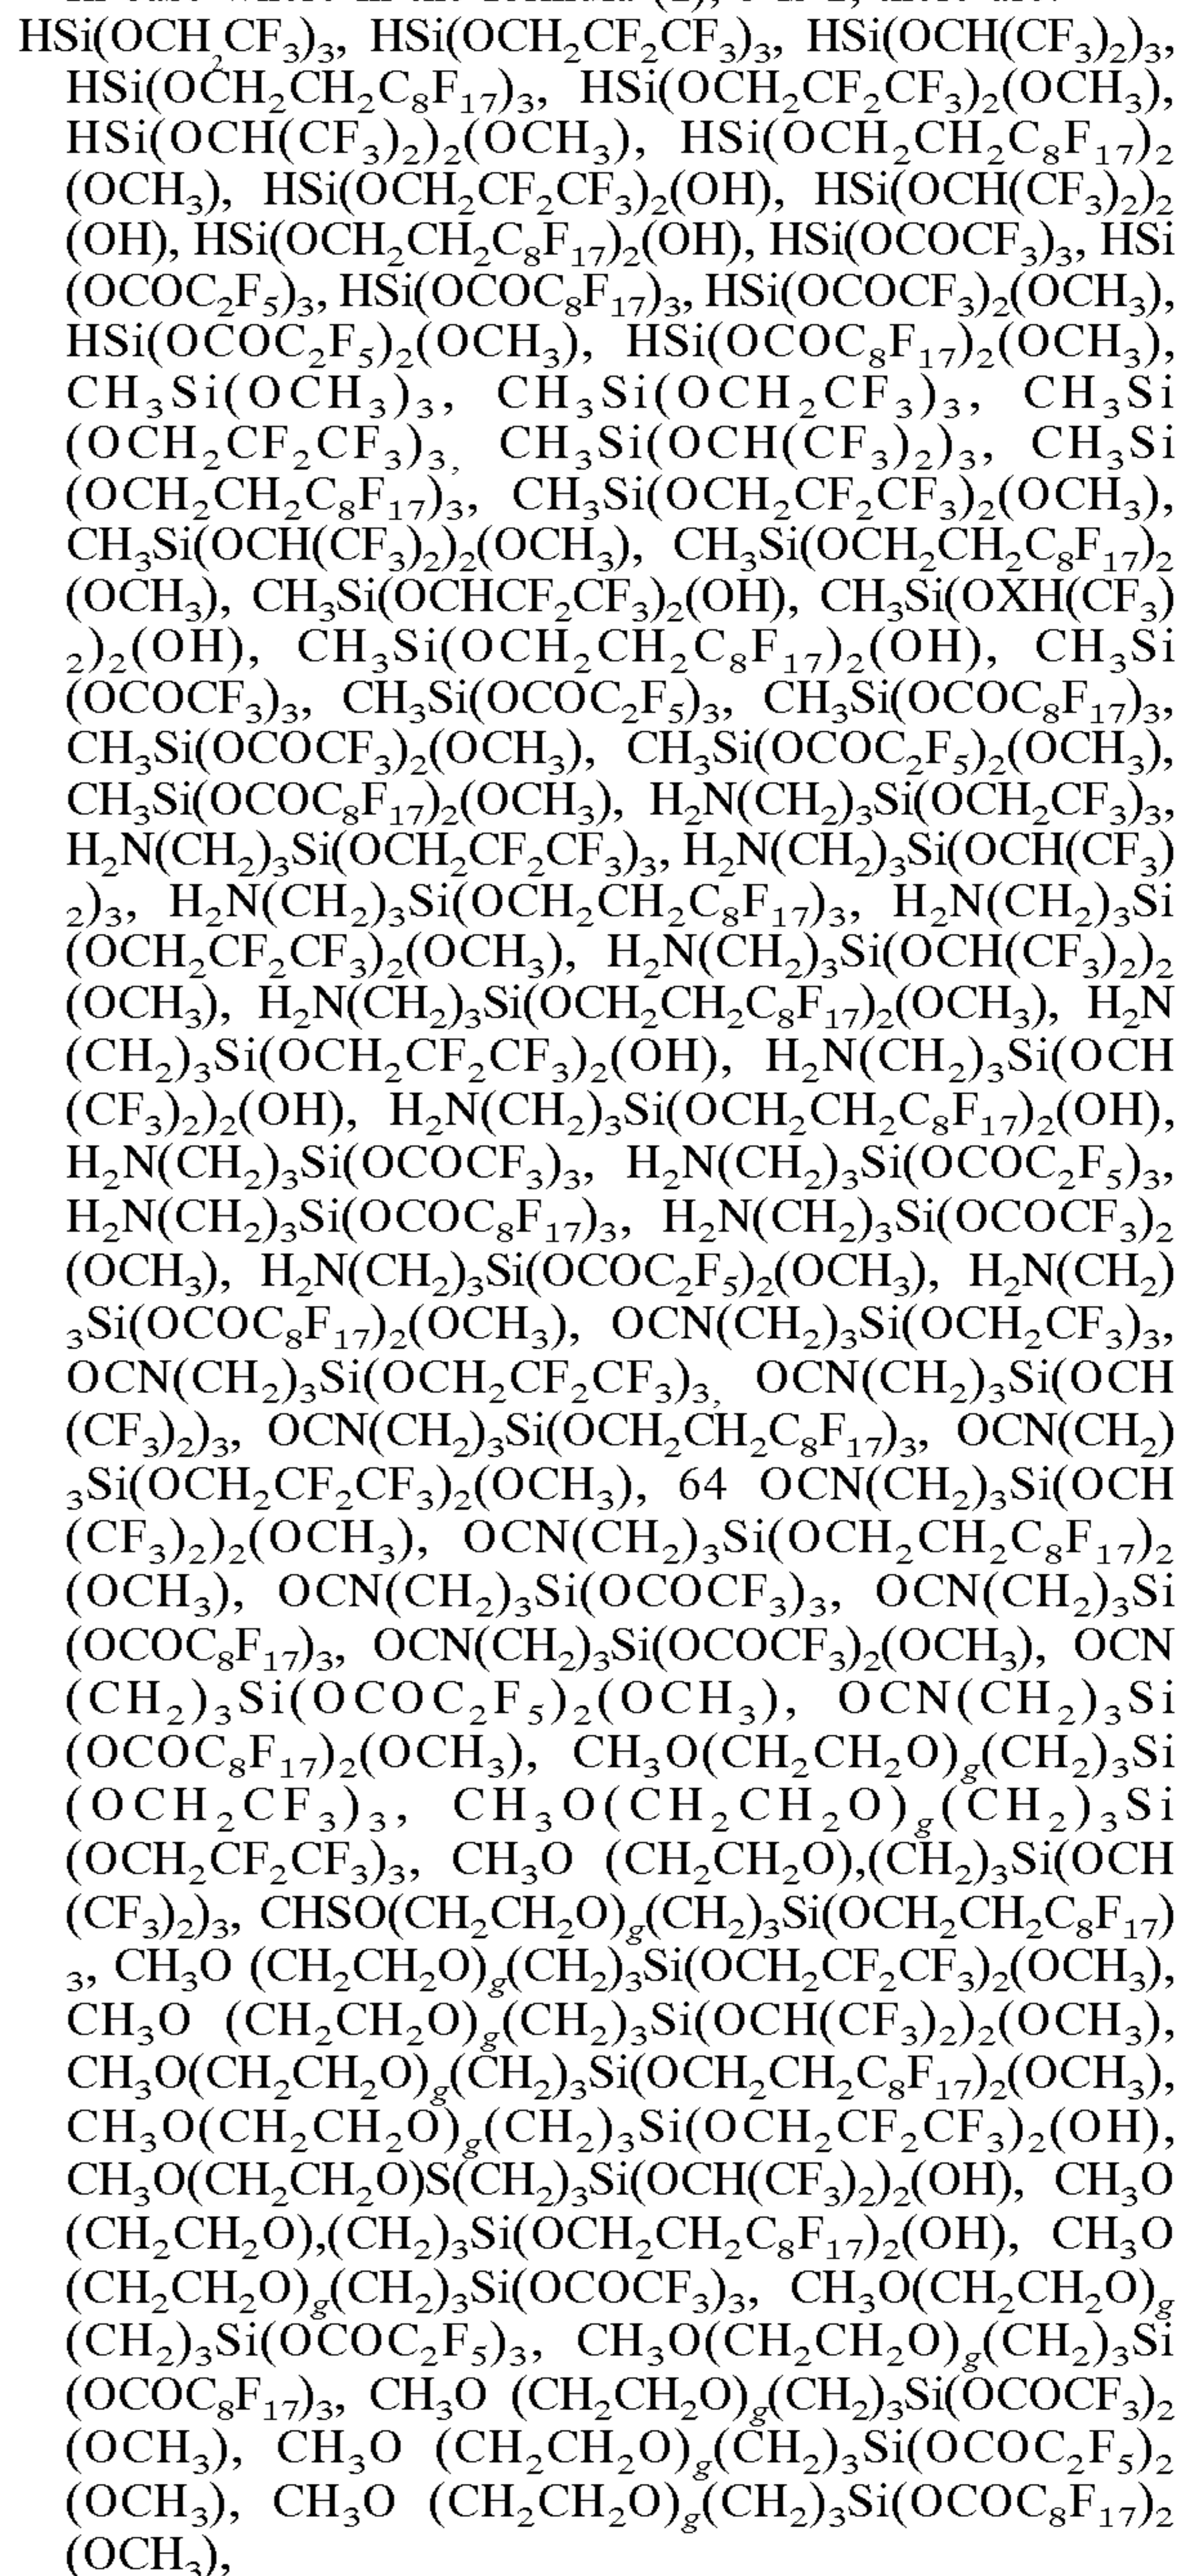 HSi(OCH₂CF₃)₃, HSi(OCH₂CF₂CF₃)₃, HSi(OCH(CF₃)₂)₃,
HSi(OCH₂CH₂C₈F₁₇)₃, HSi(OCH₂CF₂CF₃)₂(OCH₃),
HSi(OCH(CF₃)₂)₂(OCH₃), HSi(OCH₂CH₂C₈F₁₇)₂
(OCH₃), HSi(OCH₂CF₂CF₃)₂(OH), HSi(OCH(CF₃)₂)₂
(OH), HSi(OCH₂CH₂C₈F₁₇)₂(OH), HSi(OCOCF₃)₃, HSi
(OCOC₂F₅)₃, HSi(OCOC₈F₁₇)₃, HSi(OCOCF₃)₂(OCH₃),
HSi(OCOC₂F₅)₂(OCH₃), HSi(OCOC₈F₁₇)₂(OCH₃),
CH₃Si(OCH₃)₃, CH₃Si(OCH₂CF₃)₃, CH₃Si
(OCH₂CF₂CF₃)₃, CH₃Si(OCH(CF₃)₂)₃, CH₃Si
(OCH₂CH₂C₈F₁₇)₃, CH₃Si(OCH₂CF₂CF₃)₂(OCH₃),
CH₃Si(OCH(CF₃)₂)₂(OCH₃), CH₃Si(OCH₂CH₂C₈F₁₇)₂
(OCH₃), CH₃Si(OCHCF₂CF₃)₂(OH), CH₃Si(OXH(CF₃)
₂)₂(OH), CH₃Si(OCH₂CH₂C₈F₁₇)₂(OH), CH₃Si
(OCOCF₃)₃, CH₃Si(OCOC₂F₅)₃, CH₃Si(OCOC₈F₁₇)₃,
CH₃Si(OCOCF₃)₂(OCH₃), CH₃Si(OCOC₂F₅)₂(OCH₃),
CH₃Si(OCOC₈F₁₇)₂(OCH₃), H₂N(CH₂)₃Si(OCH₂CF₃)₃,
H₂N(CH₂)₃Si(OCH₂CF₂CF₃)₃, H₂N(CH₂)₃Si(OCH(CF₃)
₂)₃, H₂N(CH₂)₃Si(OCH₂CH₂C₈F₁₇)₃, H₂N(CH₂)₃Si
(OCH₂CF₂CF₃)₂(OCH₃), H₂N(CH₂)₃Si(OCH(CF₃)₂)₂
(OCH₃), H₂N(CH₂)₃Si(OCH₂CH₂C₈F₁₇)₂(OCH₃), H₂N
(CH₂)₃Si(OCH₂CF₂CF₃)₂(OH), H₂N(CH₂)₃Si(OCH
(CF₃)₂)₂(OH), H₂N(CH₂)₃Si(OCH₂CH₂C₈F₁₇)₂(OH),
H₂N(CH₂)₃Si(OCOCF₃)₃, H₂N(CH₂)₃Si(OCOC₂F₅)₃,
H₂N(CH₂)₃Si(OCOC₈F₁₇)₃, H₂N(CH₂)₃Si(OCOCF₃)₂
(OCH₃), H₂N(CH₂)₃Si(OCOC₂F₅)₂(OCH₃), H₂N(CH₂)
₃Si(OCOC₈F₁₇)₂(OCH₃), OCN(CH₂)₃Si(OCH₂CF₃)₃,
OCN(CH₂)₃Si(OCH₂CF₂CF₃)₃, OCN(CH₂)₃Si(OCH
(CF₃)₂)₃, OCN(CH₂)₃Si(OCH₂CH₂C₈F₁₇)₃, OCN(CH₂)
₃Si(OCH₂CF₂CF₃)₂(OCH₃), 64 OCN(CH₂)₃Si(OCH
(CF₃)₂)₂(OCH₃), OCN(CH₂)₃Si(OCH₂CH₂C₈F₁₇)₂
(OCH₃), OCN(CH₂)₃Si(OCOCF₃)₃, OCN(CH₂)₃Si
(OCOC₈F₁₇)₃, OCN(CH₂)₃Si(OCOCF₃)₂(OCH₃), OCN
(CH₂)₃Si(OCOC₂F₅)₂(OCH₃), OCN(CH₂)₃Si
(OCOC₈F₁₇)₂(OCH₃), CH₃O(CH₂CH₂O)g(CH₂)₃Si
(OCH₂CF₃)₃, CH₃O(CH₂CH₂O)g(CH₂)₃Si
(OCH₂CF₂CF₃)₃, CH₃O (CH₂CH₂O),(CH₂)₃Si(OCH
(CF₃)₂)₃, CHSO(CH₂CH₂O)g(CH₂)₃Si(OCH₂CH₂C₈F₁₇)
₃, CH₃O (CH₂CH₂O)g(CH₂)₃Si(OCH₂CF₂CF₃)₂(OCH₃),
CH₃O (CH₂CH₂O)g(CH₂)₃Si(OCH(CF₃)₂)₂(OCH₃),
CH₃O(CH₂CH₂O)g(CH₂)₃Si(OCH₂CH₂C₈F₁₇)₂(OCH₃),
CH₃O(CH₂CH₂O)g(CH₂)₃Si(OCH₂CF₂CF₃)₂(OH),
CH₃O(CH₂CH₂O)S(CH₂)₃Si(OCH(CF₃)₂)₂(OH), CH₃O
(CH₂CH₂O),(CH₂)₃Si(OCH₂CH₂C₈F₁₇)₂(OH), CH₃O
(CH₂CH₂O)g(CH₂)₃Si(OCOCF₃)₃, CH₃O(CH₂CH₂O)g
(CH₂)₃Si(OCOC₂F₅)₃, CH₃O(CH₂CH₂O)g(CH₂)₃Si
(OCOC₈F₁₇)₃, CH₃O (CH₂CH₂O)g(CH₂)₃Si(OCOCF₃)₂
(OCH₃), CH₃O (CH₂CH₂O)g(CH₂)₃Si(OCOC₂F₅)₂
(OCH₃), CH₃O (CH₂CH₂O)g(CH₂)₃Si(OCOC₈F₁₇)₂
(OCH₃),